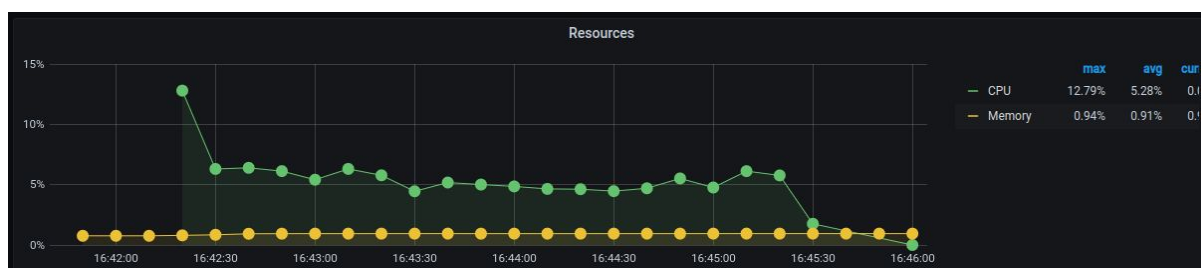 Resources
15%
10%
5%
0%
16:42:00 16:42:30 16:43:00 16:43:30 16:44:00 16:44:30 16:45:00 16:45:30 16:46:00
max avg
CPU 12.79% 5.28%
Memory 0.94% 0.91%